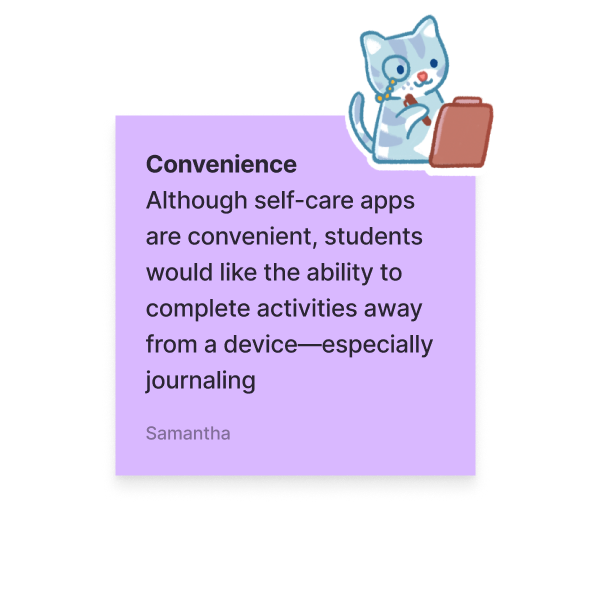 Convenience
Although self-care apps
are convenient, students
would like the ability to
complete activities away
from a device—especially
journaling
Samantha